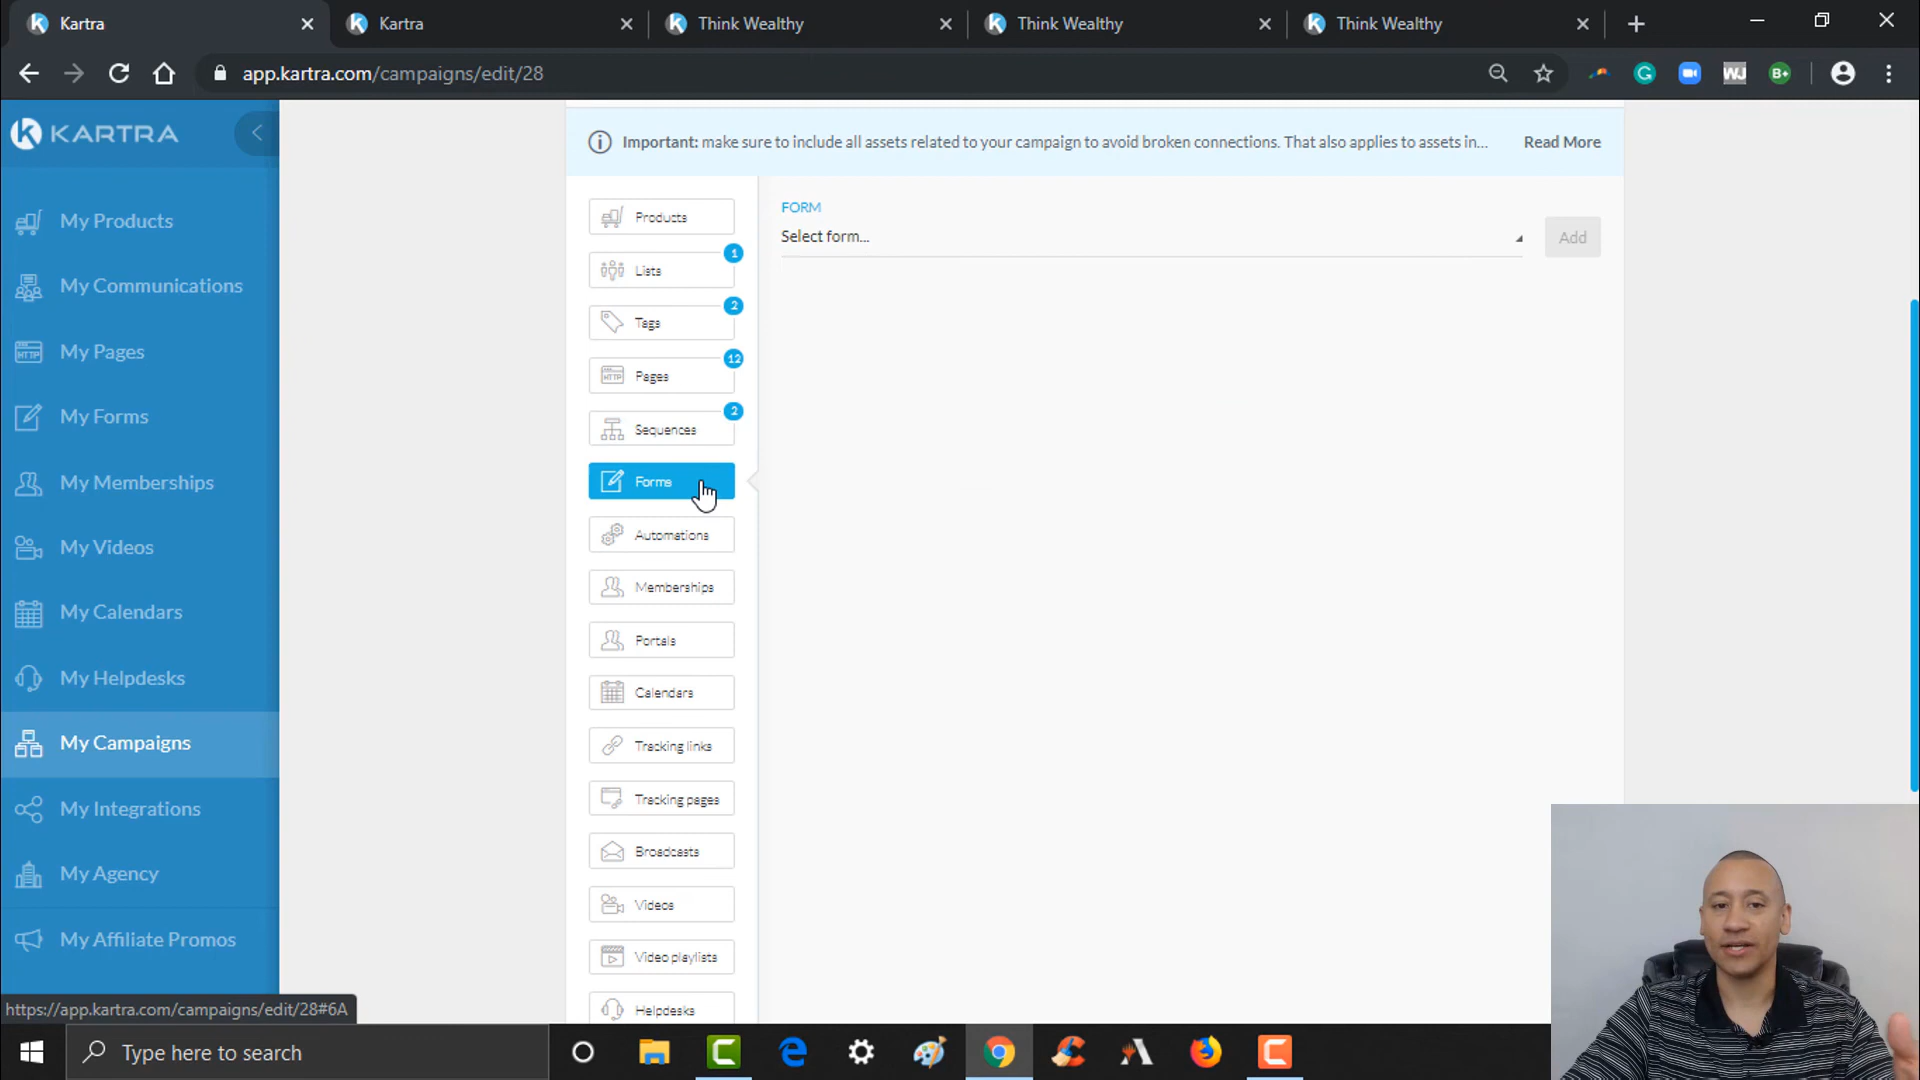 Kartra
Kartra
Think Wealthy
Think Wealthy
Think Wealthy
app.kartra.com/campaigns/edit/28
KARTRA
My Products
My Communications
My Pages
My Forms
My Memberships
My Videos
My Calendars
My Helpdesks
My Campaigns
My Integrations
My Agency
My Affiliate Promos
Important: make sure to include all assets related to your campaign to avoid broken connections. That also applies to assets in...
Read More
Products
Lists
1
Tags
2
HTTP
Pages
12
Sequences
2
Forms
Automations
Memberships
Portals
Calendars
Tracking links
Tracking pages
Broadcasts
Videos
Video playlists
Helpdesks
FORM
Select form...
Add
https://app.kartra.com/campaigns/edit/28#6A
Type here to search